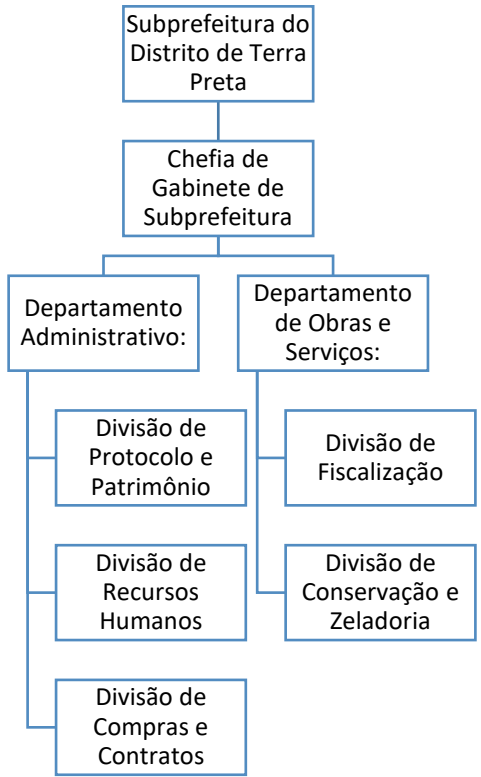 Subprefeitura do
Distrito de Terra
Preta
Chefia de
Gabinete de
Subprefeitura
Departamento
Administrativo:
Divisão de
Protocolo e
Patrimônio
Divisão de
Recursos
Humanos
Divisão de
Compras e
Contratos
Departamento
de Obras e
Serviços:
Divisão de
Fiscalização
Divisão de
Conservação e
Zeladoria